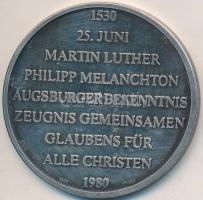 1530
25. JUNI
MARTIN LUTHER
PHILIPP MELANCHTON
AUGSBURGER BEKENNTNIS
ZEUGNIS GEMEINSAMEN
GLAUBENS FÜR
ALLE CHRISTEN
1980